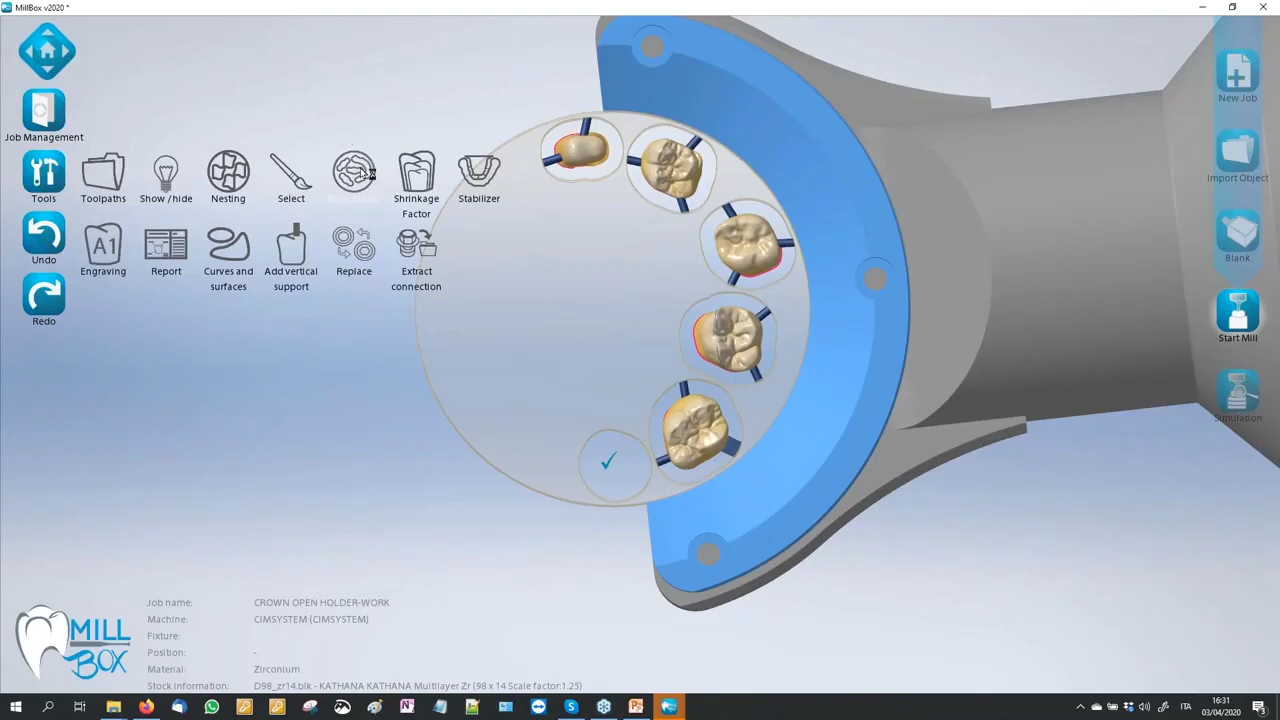 MillBox v2020 *
Job Management
Tools
Toolpaths
Show / hide
Nesting
Select
Shrinkage
Factor
Stabilizer
Undo
A1
Engraving
Report
Curves and
surfaces
Add vertical
support
Replace
Extract
connection
Redo
New Job
Import Object
Blank
Start Mill
Simulation
MILL
BOX
Job name: CROWN OPEN HOLDER-WORK
Machine: CIMSYSTEM (CIMSYSTEM)
Fixture:
Position: -
Material: Zirconium
Stock information: D98_zr14.blk - KATHANA KATHANA Multilayer Zr (98 x 14 Scale factor:1.25)
ITA
16:31
03/04/2020